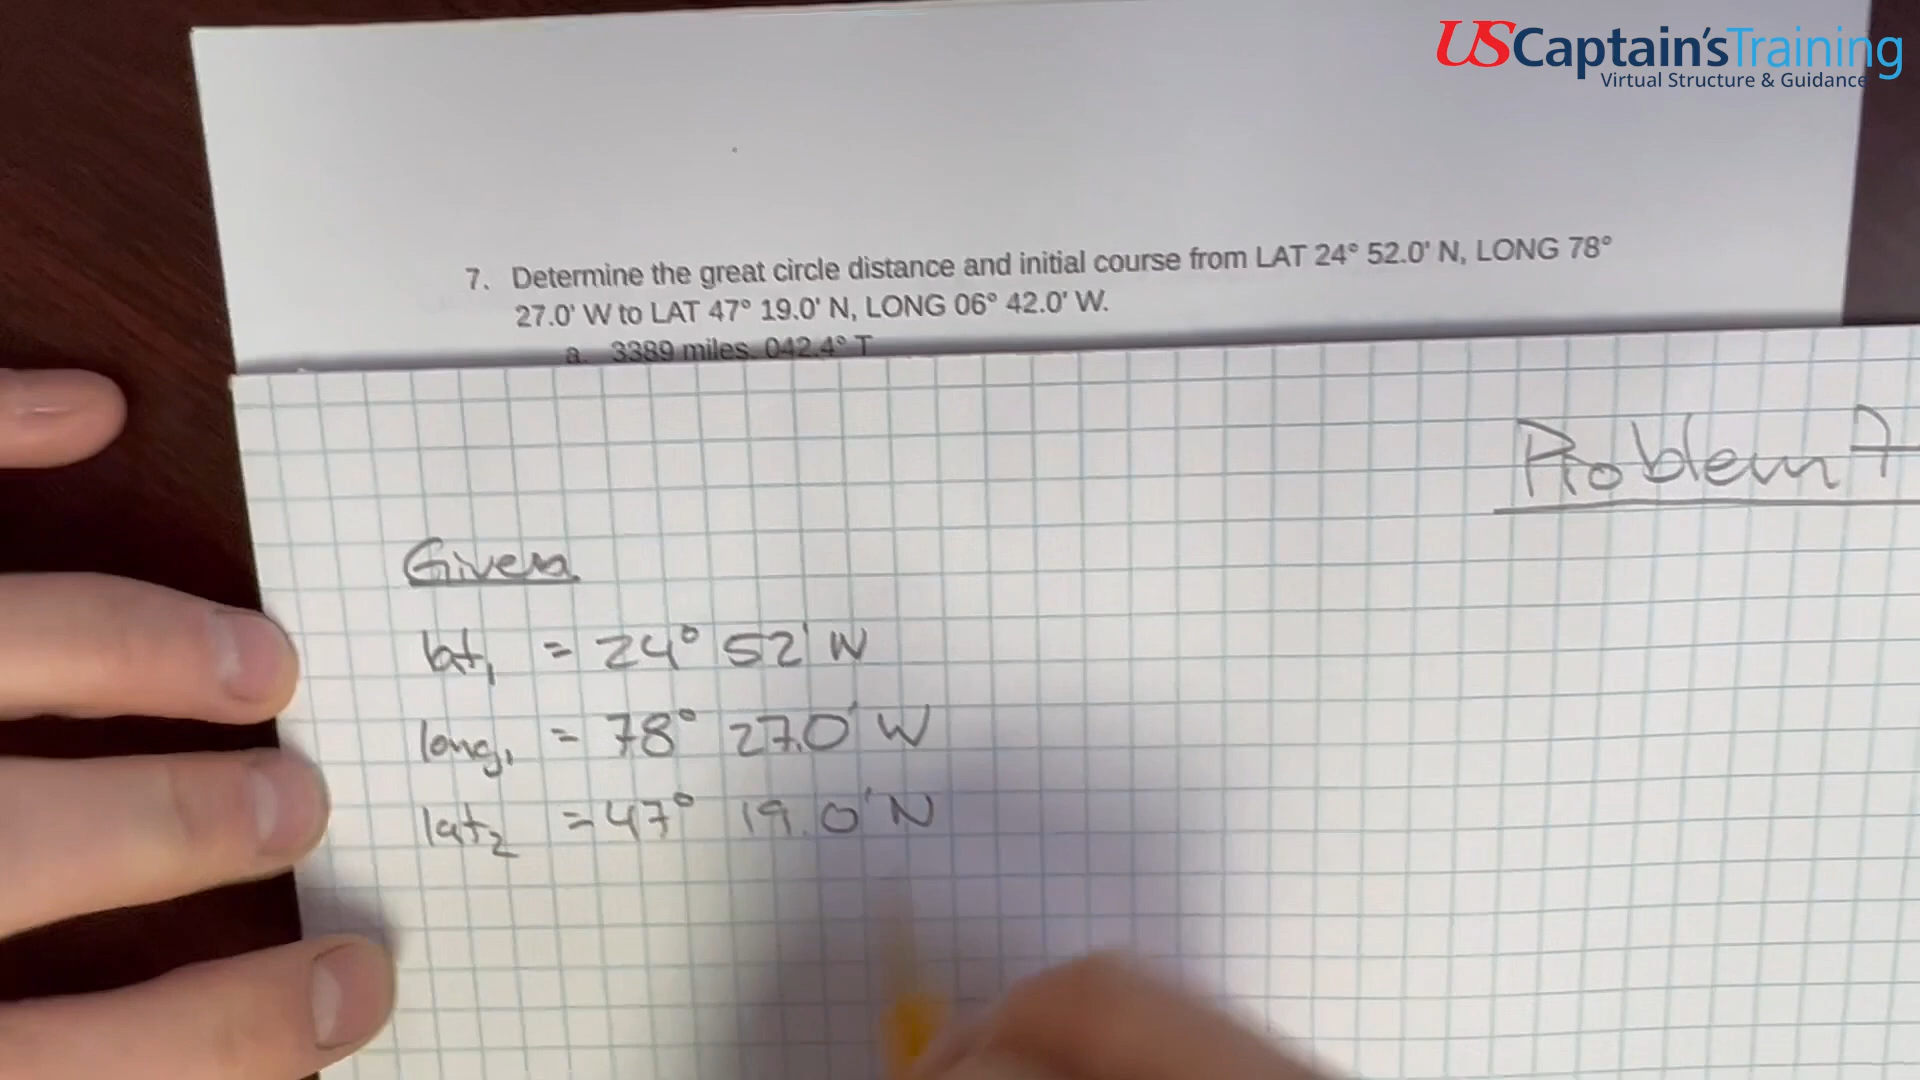 USCaptain'sTraining
Virtual Structure & Guidance
7. Determine the great circle distance and initial course from LAT 24° 52.0' N, LONG 78°
27.0' W to LAT 47° 19.0' N, LONG 06° 42.0' W.
a. 3389 miles, 042.4° T
Problem 7
Given
lat₁ = 24° 52' N
long₁ = 78° 27.0' W
lat₂ = 47° 19.0' N